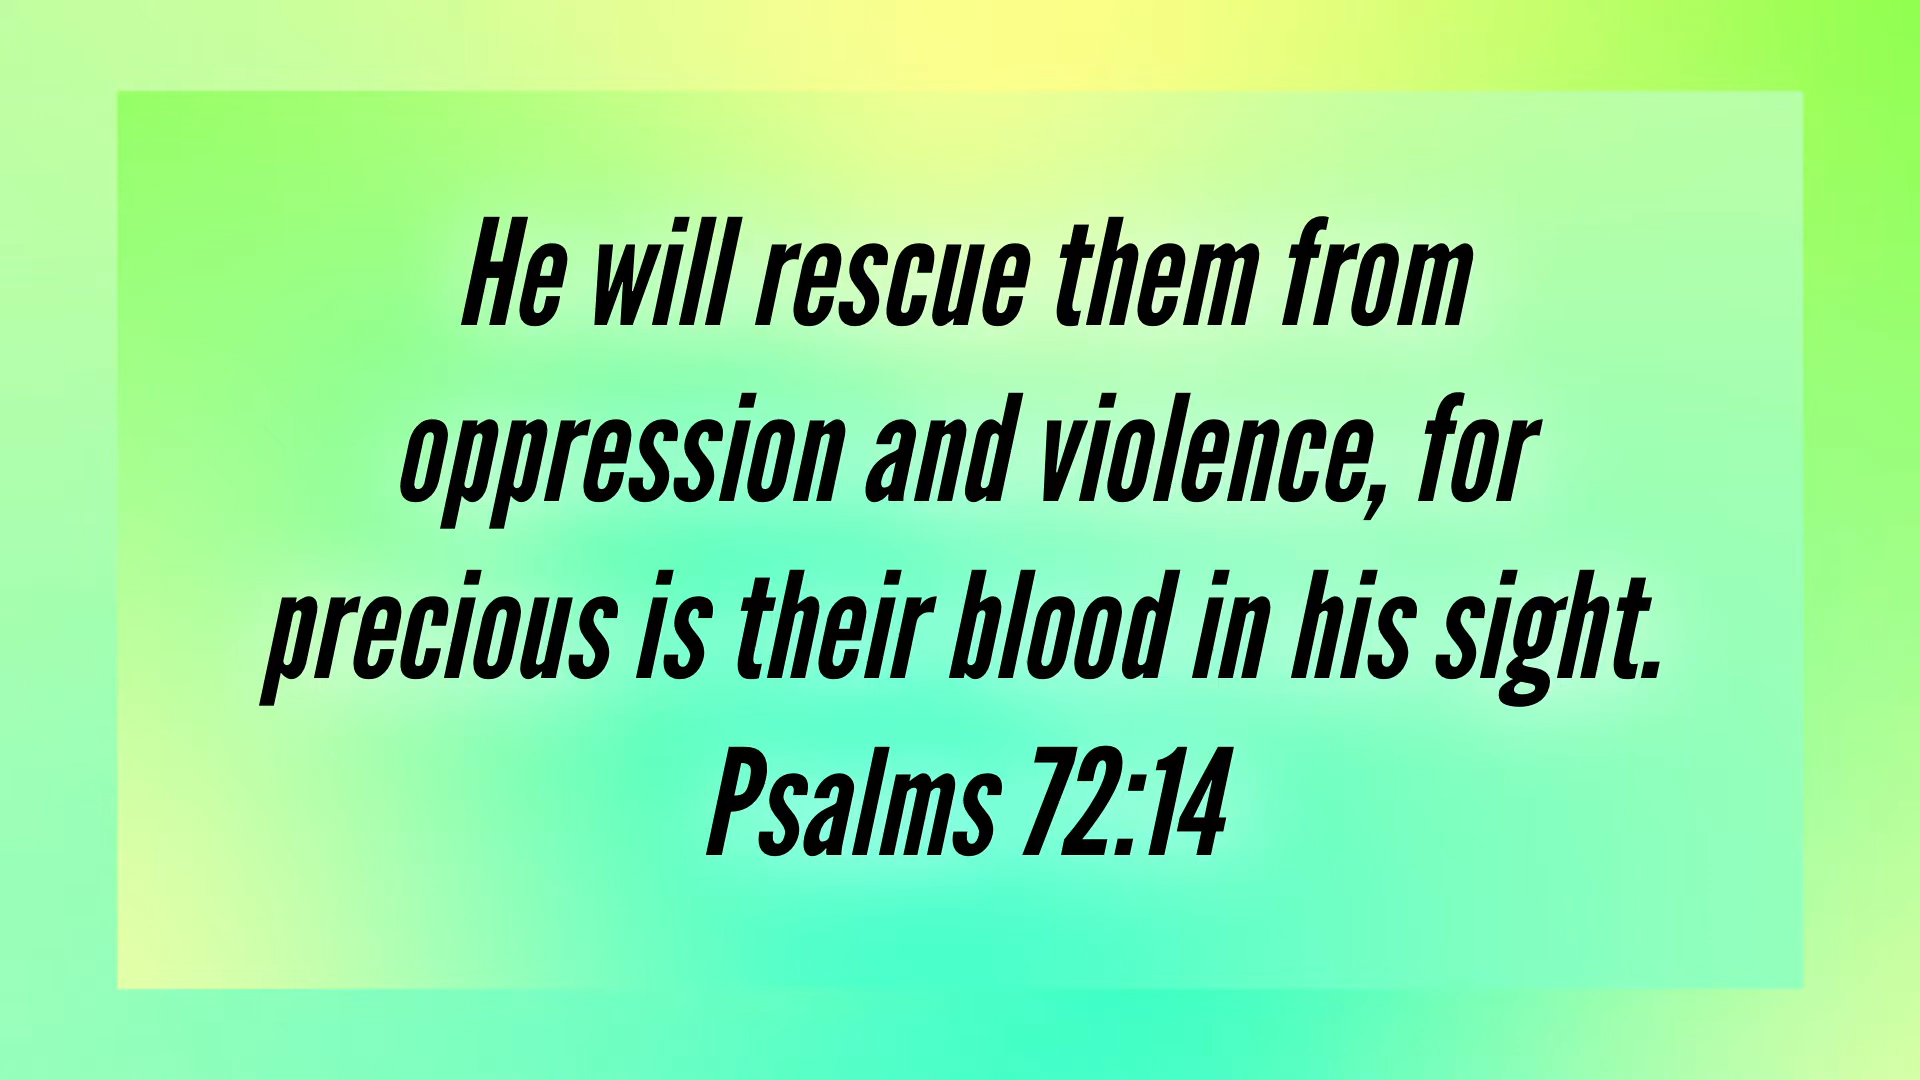 He will rescue them from
oppression and violence, for
precious is their blood in his sight.
Psalms 72:14